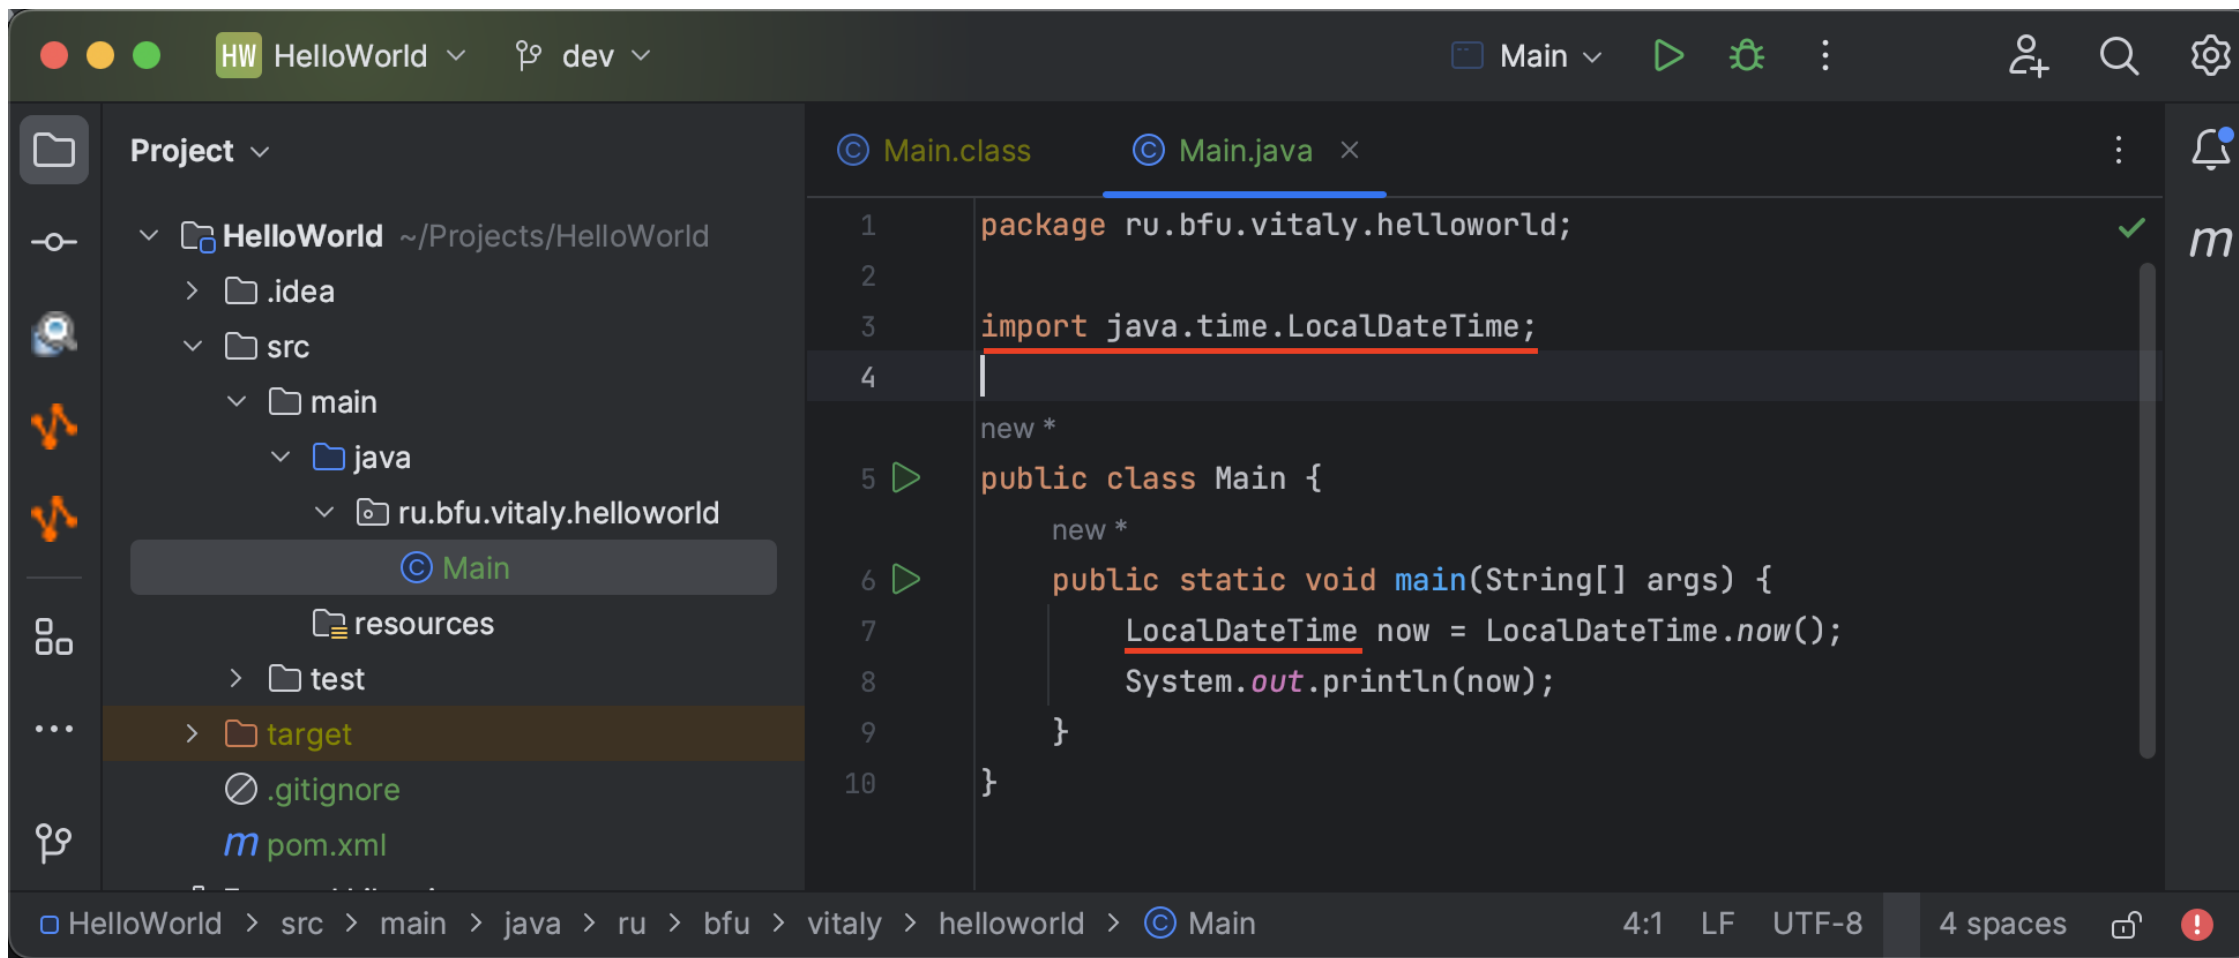 HW HelloWorld dev Main
Project
HelloWorld ~/Projects/HelloWorld
.idea
src
main
java
ru.bfu.vitaly.helloworld
Main
resources
test
target
.gitignore
m pom.xml
Main.class Main.java
1 package ru.bfu.vitaly.helloworld;
2
3 import java.time.LocalDateTime;
4
new *
5 public class Main {
new *
6 public static void main(String[] args) {
7 LocalDateTime now = LocalDateTime.now();
8 System.out.println(now);
9 }
10 }
m
HelloWorld > src > main > java > ru > bfu > vitaly > helloworld > Main
4:1 LF UTF-8 4 spaces